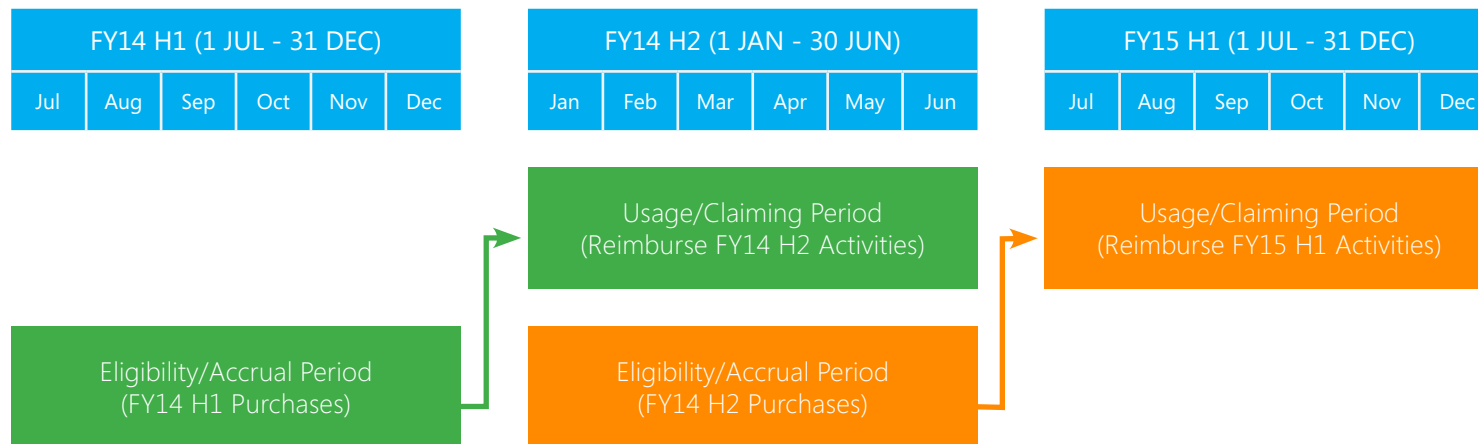 FY14 H1 (1 JUL - 31 DEC)
Jul Aug Sep Oct Nov Dec
FY14 H2 (1 JAN - 30 JUN)
Jan Feb Mar Apr May Jun
FY15 H1 (1 JUL - 31 DEC)
Jul Aug Sep Oct Nov Dec
Usage/Claiming Period
(Reimburse FY14 H2 Activities)
Usage/Claiming Period
(Reimburse FY15 H1 Activities)
Eligibility/Accrual Period
(FY14 H1 Purchases)
Eligibility/Accrual Period
(FY14 H2 Purchases)